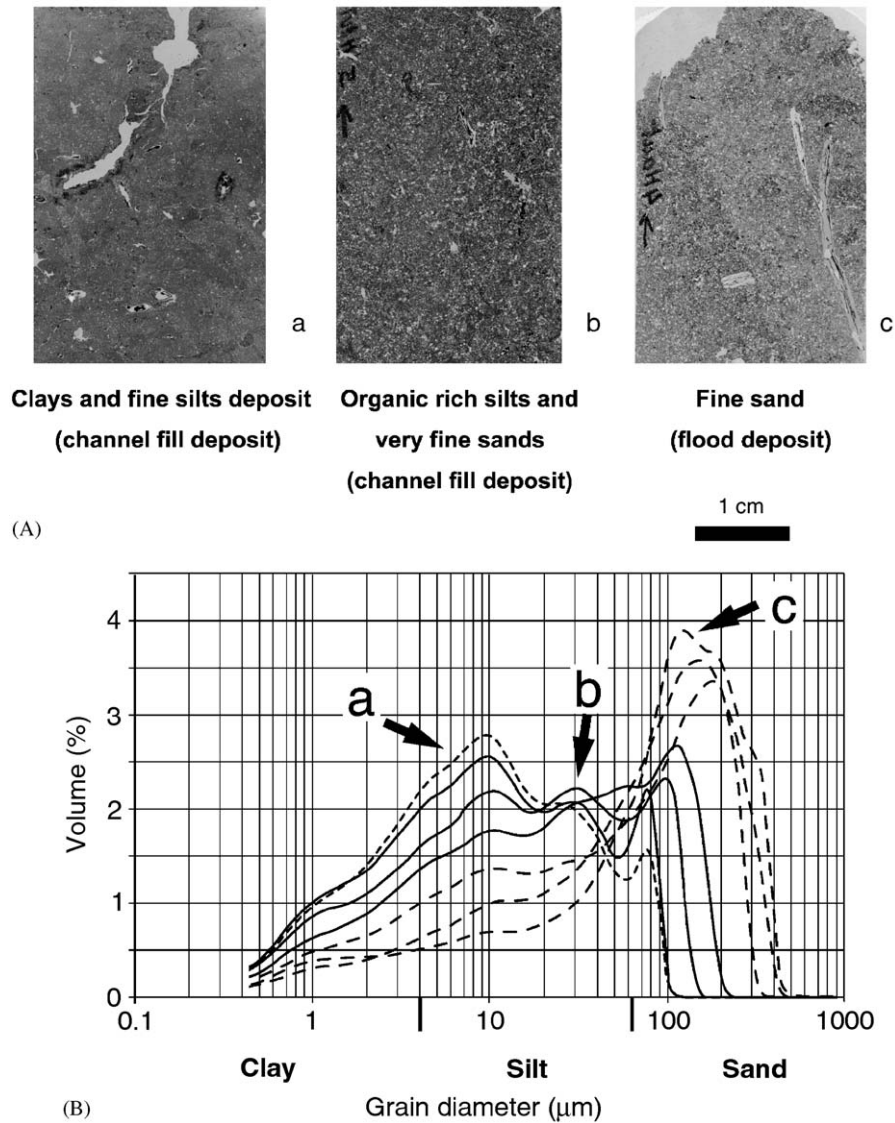 a
b
c
Clays and fine silts deposit
(channel fill deposit)
Organic rich silts and
very fine sands
(channel fill deposit)
Fine sand
(flood deposit)
1 cm
(A)
4
3
2
1
0
Volume (%)
a
b
c
0.1
1
10
100
1000
Clay
Silt
Sand
Grain diameter (µm)
(B)